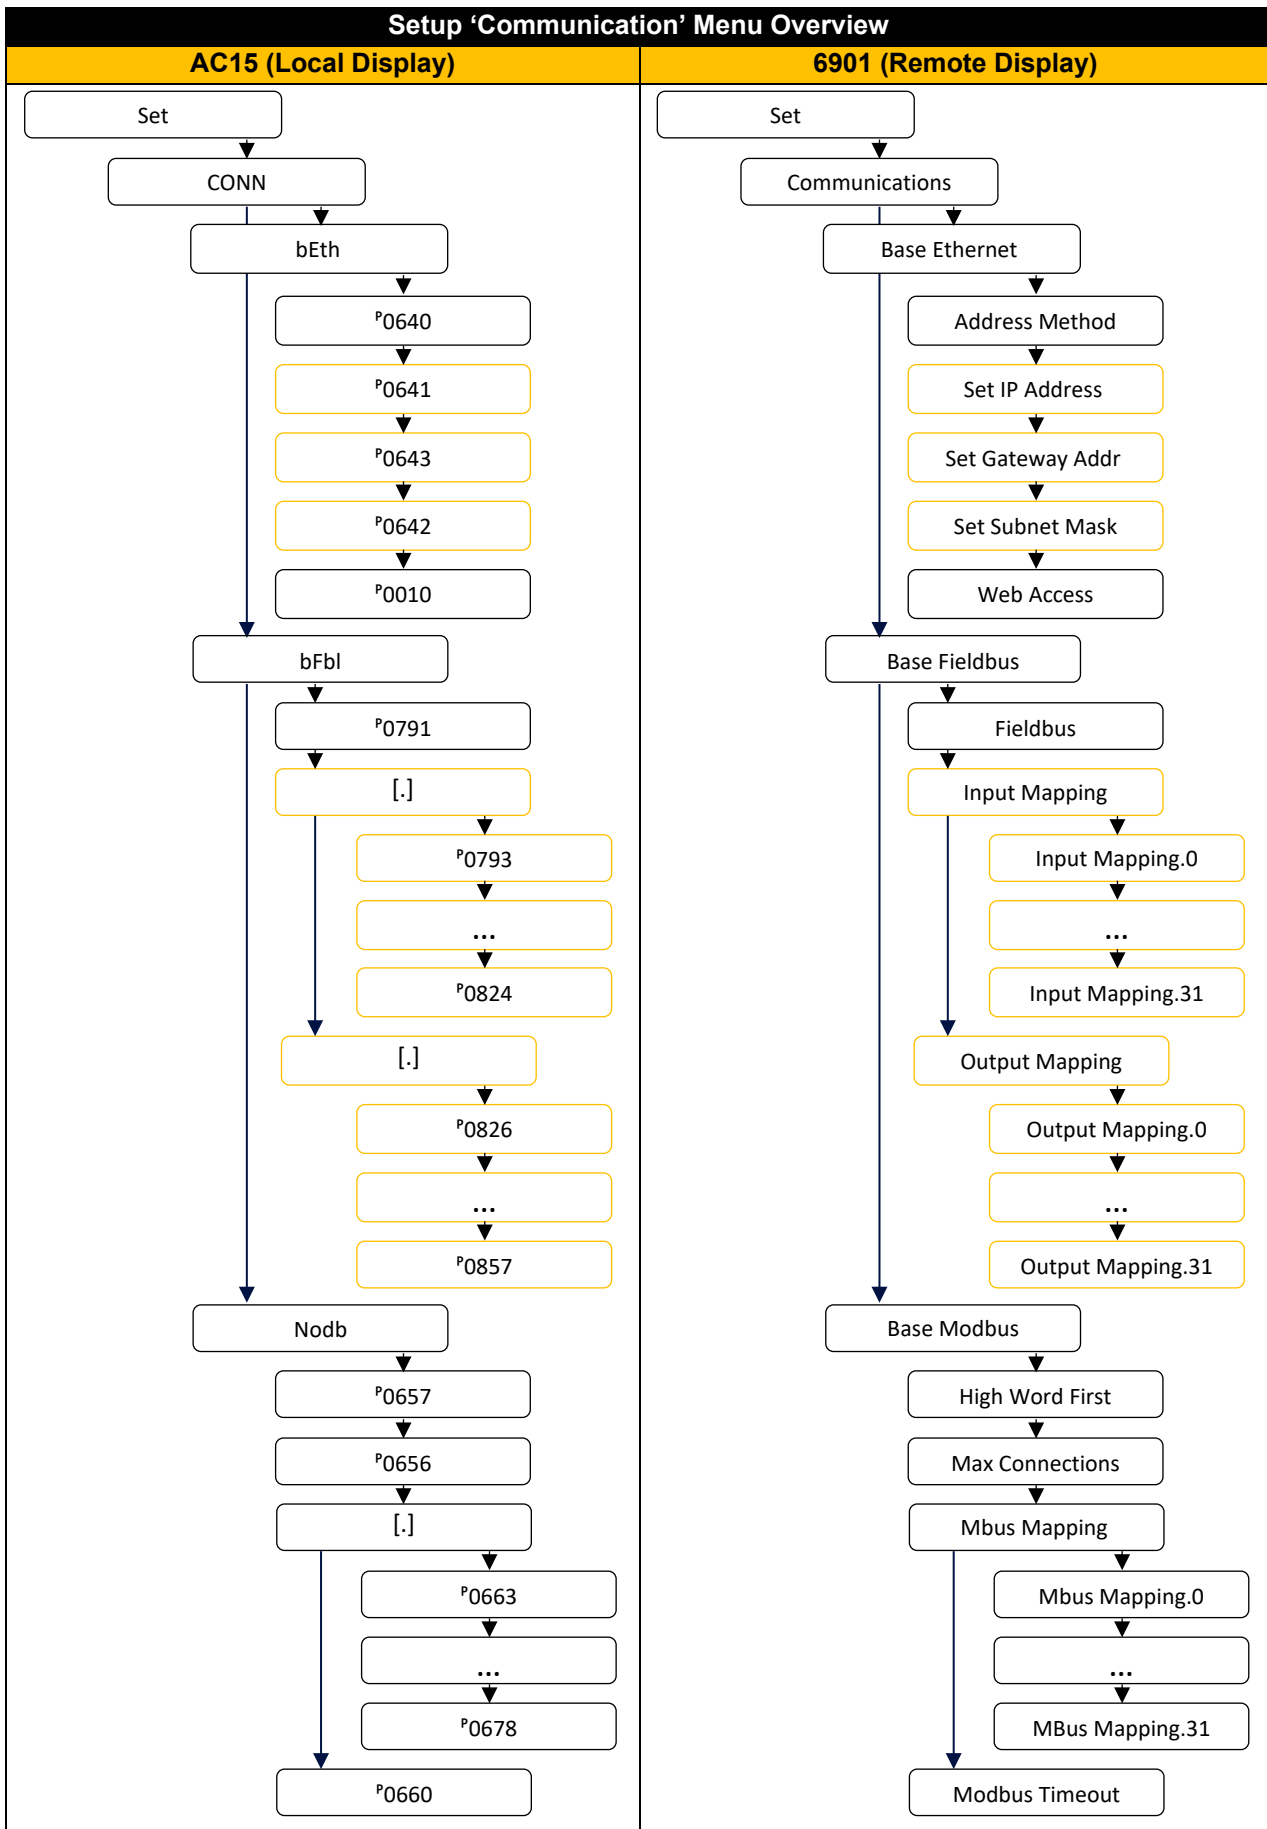 Setup ‘Communication’ Menu Overview
AC15 (Local Display)
Set
CONN
bEth
ᴾ0640
ᴾ0641
ᴾ0643
ᴾ0642
ᴾ0010
bFbl
ᴾ0791
[.]
ᴾ0793
...
ᴾ0824
[.]
ᴾ0826
...
ᴾ0857
Nodb
ᴾ0657
ᴾ0656
[.]
ᴾ0663
...
ᴾ0678
ᴾ0660
6901 (Remote Display)
Set
Communications
Base Ethernet
Address Method
Set IP Address
Set Gateway Addr
Set Subnet Mask
Web Access
Base Fieldbus
Fieldbus
Input Mapping
Input Mapping.0
...
Input Mapping.31
Output Mapping
Output Mapping.0
...
Output Mapping.31
Base Modbus
High Word First
Max Connections
Mbus Mapping
Mbus Mapping.0
...
MBus Mapping.31
Modbus Timeout